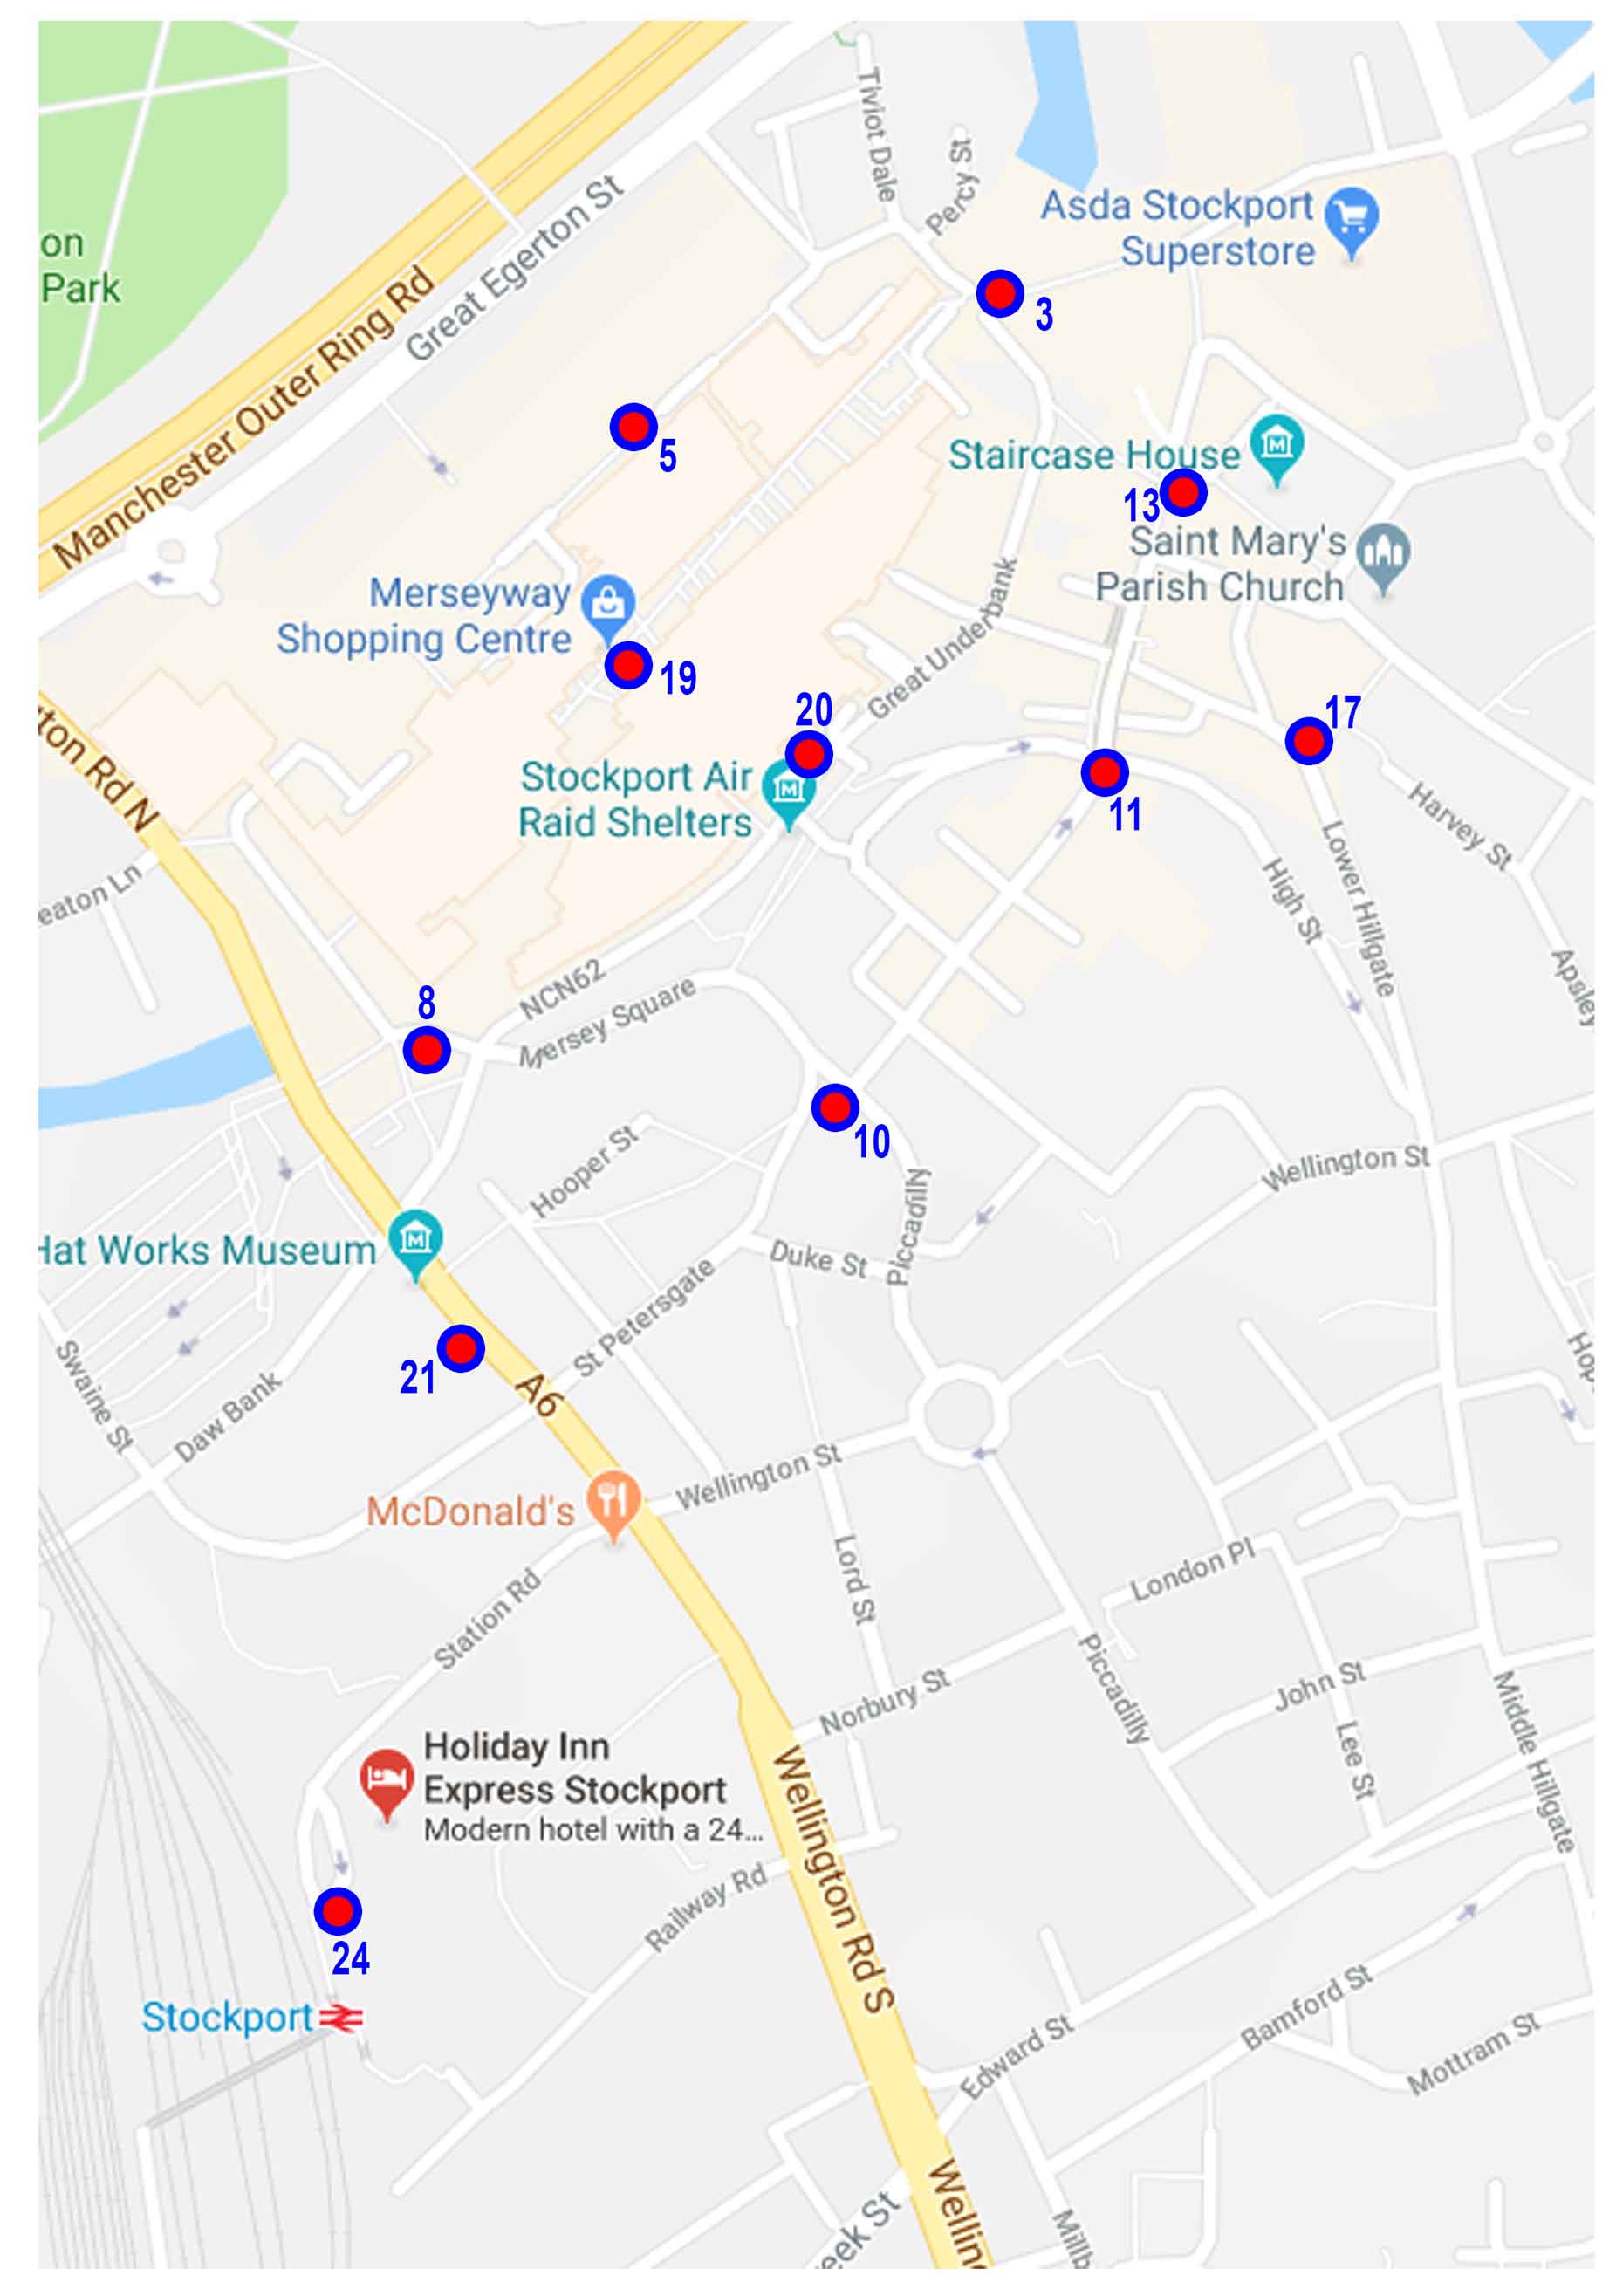 Tiviot Dale
Percy St
Asda Stockport
Superstore
on
Park
Great Egerton St
Manchester Outer Ring Rd
3
5
Staircase House
13
Saint Mary's
Parish Church
Merseyway
Shopping Centre
19
Great Underbank
20
17
Stockport Air
Raid Shelters
11
ton Rd N
Harvey St
Lower Hillgate
High St
eaton Ln
Apsley
NCN62
8
Mersey Square
10
Hooper St
Wellington St
Piccadilly
Hat Works Museum
Duke St
St Petersgate
21
A6
Swaine St
Daw Bank
Hop
McDonald's
Wellington St
Lord St
London Pl
Station Rd
Piccadilly
Norbury St
John St
Lee St
Middle Hillgate
Holiday Inn
Express Stockport
Modern hotel with a 24...
Wellington Rd S
Railway Rd
24
Stockport
Edward St
Bamford St
Mottram St
Welling
eek St
Millb